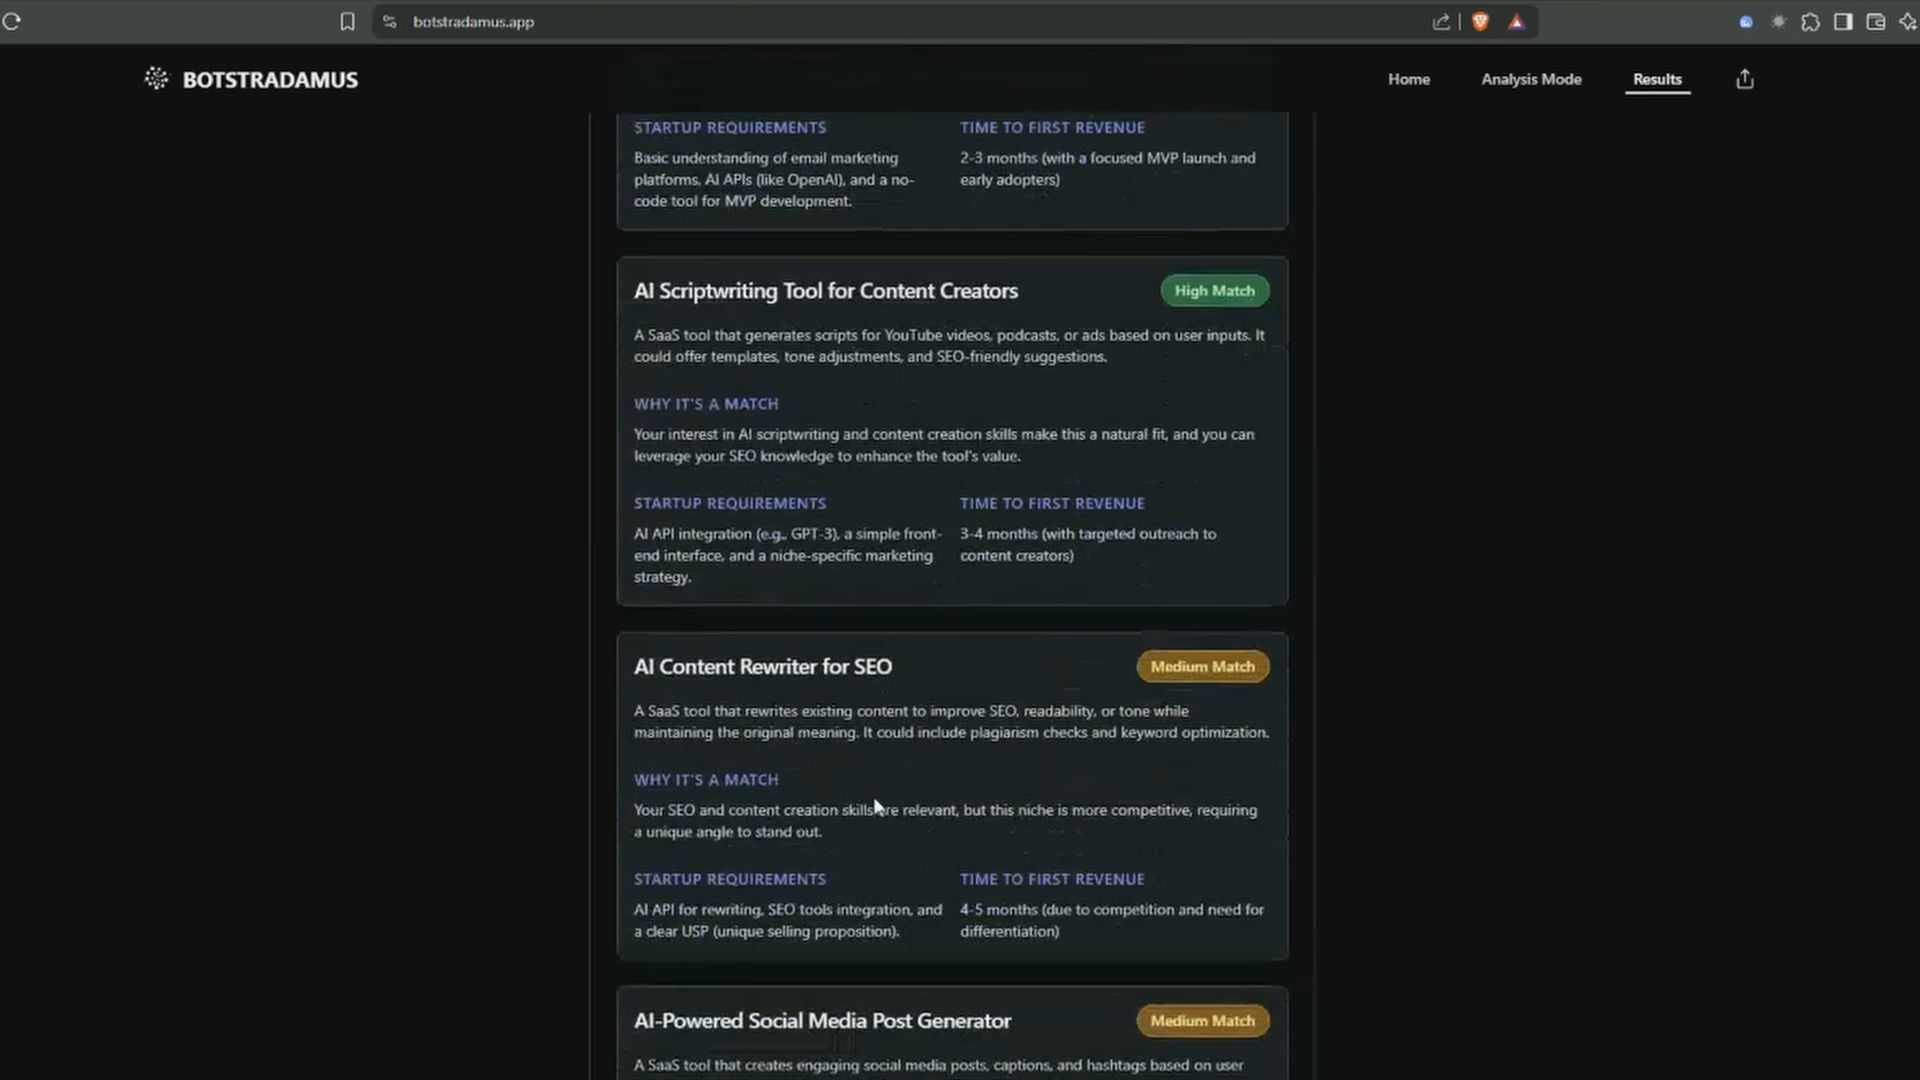 botstradamus.app
BOTSTRADAMUS
Home
Analysis Mode
Results
STARTUP REQUIREMENTS
Basic understanding of email marketing
platforms, AI APIs (like OpenAI), and a no-
code tool for MVP development.
TIME TO FIRST REVENUE
2-3 months (with a focused MVP launch and
early adopters)
AI Scriptwriting Tool for Content Creators
High Match
A SaaS tool that generates scripts for YouTube videos, podcasts, or ads based on user inputs. It
could offer templates, tone adjustments, and SEO-friendly suggestions.
WHY IT'S A MATCH
Your interest in AI scriptwriting and content creation skills make this a natural fit, and you can
leverage your SEO knowledge to enhance the tool's value.
STARTUP REQUIREMENTS
AI API integration (e.g., GPT-3), a simple front-
end interface, and a niche-specific marketing
strategy.
TIME TO FIRST REVENUE
3-4 months (with targeted outreach to
content creators)
AI Content Rewriter for SEO
Medium Match
A SaaS tool that rewrites existing content to improve SEO, readability, or tone while
maintaining the original meaning. It could include plagiarism checks and keyword optimization.
WHY IT'S A MATCH
Your SEO and content creation skills are relevant, but this niche is more competitive, requiring
a unique angle to stand out.
STARTUP REQUIREMENTS
AI API for rewriting, SEO tools integration, and
a clear USP (unique selling proposition).
TIME TO FIRST REVENUE
4-5 months (due to competition and need for
differentiation)
AI-Powered Social Media Post Generator
Medium Match
A SaaS tool that creates engaging social media posts, captions, and hashtags based on user